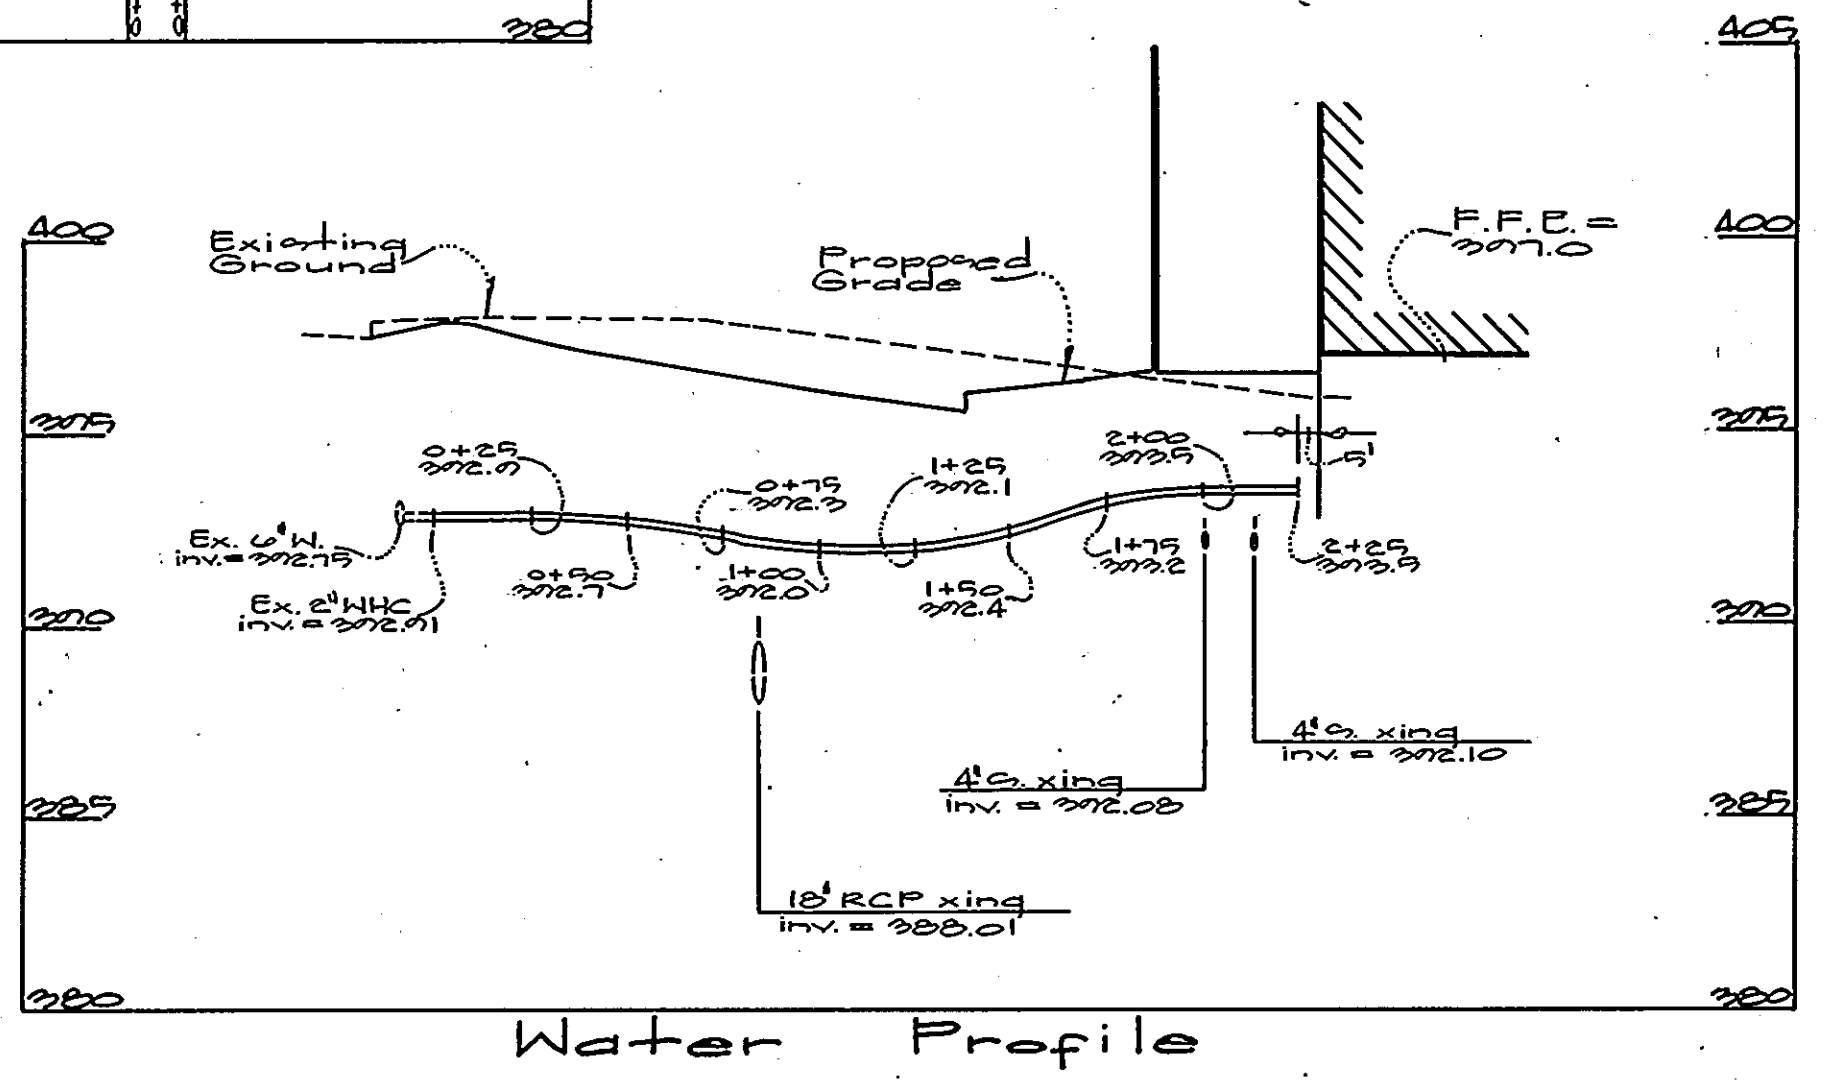 380
405
400
400
Existing
Ground
Proposed
Grade
F.F.E. =
397.0
395
395
0+25
392.9
0+75
392.3
1+25
392.1
2+00
393.5
5'
Ex. 6" W.
inv. = 392.75
Ex. 2" WHC
inv. = 392.91
0+50
392.7
1+00
392.0
1+50
392.4
1+75
393.2
2+25
393.5
390
390
4" S. xing
inv. = 392.10
4" S. xing
inv. = 392.08
385
385
18" RCP xing
inv. = 388.01
380
380
Water Profile